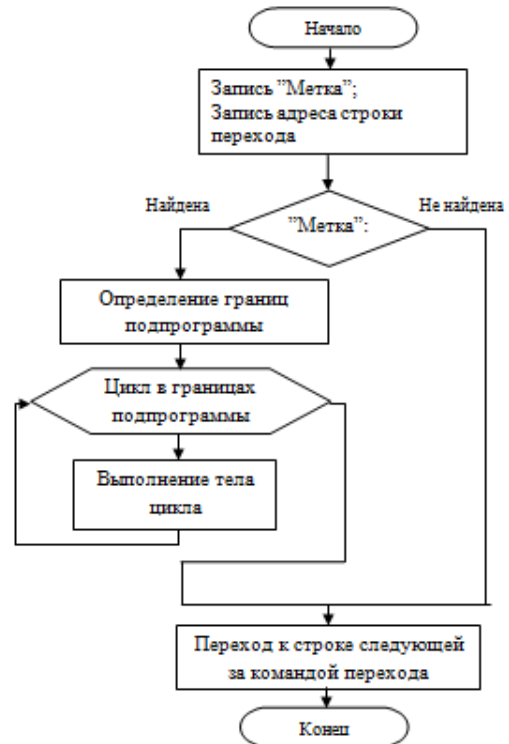 Начало
Запись ”Метка”;
Запись адреса строки
перехода
Найдена
Не найдена
”Метка”:
Определение границ
подпрограммы
Цикл в границах
подпрограммы
Выполнение тела
цикла
Переход к строке следующей
за командой перехода
Конец